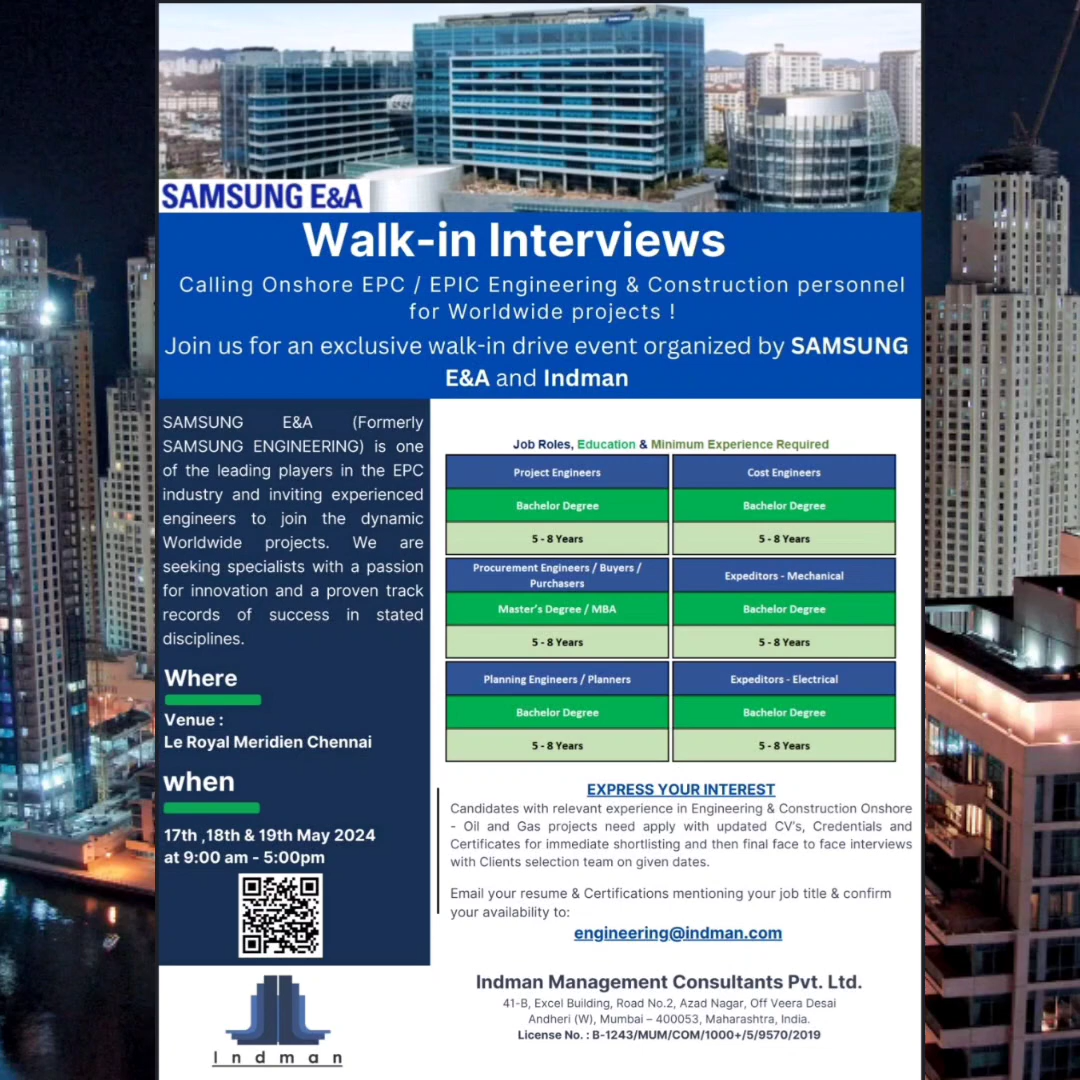 SAMSUNG E&A
Walk-in Interviews
Calling Onshore EPC / EPIC Engineering & Construction personnel
for Worldwide projects !
Join us for an exclusive walk-in drive event organized by SAMSUNG
E&A and Indman
SAMSUNG E&A (Formerly
SAMSUNG ENGINEERING) is one
of the leading players in the EPC
industry and inviting experienced
engineers to join the dynamic
Worldwide projects. We are
seeking specialists with a passion
for innovation and a proven track
records of success in stated
disciplines.
Where
Venue :
Le Royal Meridien Chennai
when
17th ,18th & 19th May 2024
at 9:00 am - 5:00pm
Indman
Job Roles, Education & Minimum Experience Required
Project Engineers
Bachelor Degree
5 - 8 Years
Cost Engineers
Bachelor Degree
5 - 8 Years
Procurement Engineers / Buyers /
Purchasers
Master's Degree / MBA
5 - 8 Years
Expeditors - Mechanical
Bachelor Degree
5 - 8 Years
Planning Engineers / Planners
Bachelor Degree
5 - 8 Years
Expeditors - Electrical
Bachelor Degree
5 - 8 Years
EXPRESS YOUR INTEREST
Candidates with relevant experience in Engineering & Construction Onshore
- Oil and Gas projects need apply with updated CV's, Credentials and
Certificates for immediate shortlisting and then final face to face interviews
with Clients selection team on given dates.
Email your resume & Certifications mentioning your job title & confirm
your availability to:
engineering@indman.com
Indman Management Consultants Pvt. Ltd.
41-B, Excel Building, Road No.2, Azad Nagar, Off Veera Desai
Andheri (W), Mumbai – 400053, Maharashtra, India.
License No. : B-1243/MUM/COM/1000+/5/9570/2019